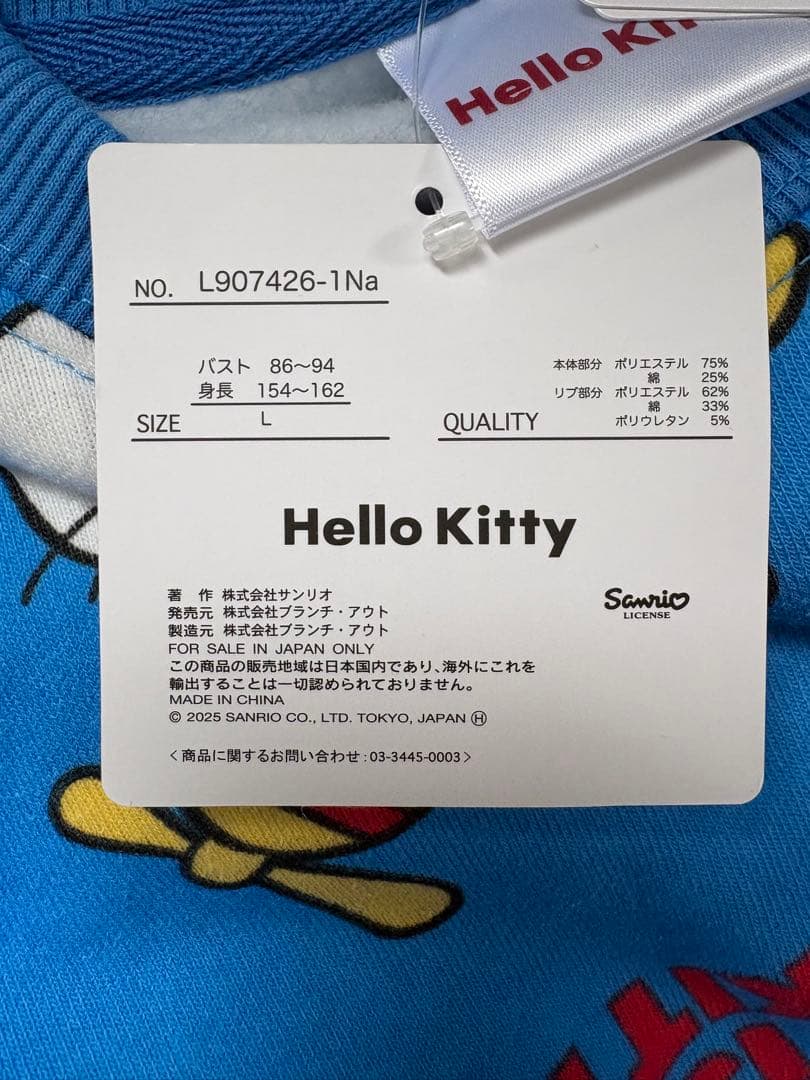 Hello Ki
NO. L907426-1Na
バスト 86〜94
身長 154〜162
SIZE L
本体部分 ポリエステル 75%
綿 25%
リブ部分 ポリエステル 62%
綿 33%
ポリウレタン 5%
QUALITY
Hello Kitty
著 作 株式会社サンリオ
発売元 株式会社ブランチ・アウト
製造元 株式会社ブランチ・アウト
Sanrio
LICENSE
FOR SALE IN JAPAN ONLY
この商品の販売地域は日本国内であり、海外にこれを
輸出することは一切認められておりません。
MADE IN CHINA
© 2025 SANRIO CO., LTD. TOKYO, JAPAN Ⓗ
<商品に関するお問い合わせ:03-3445-0003>